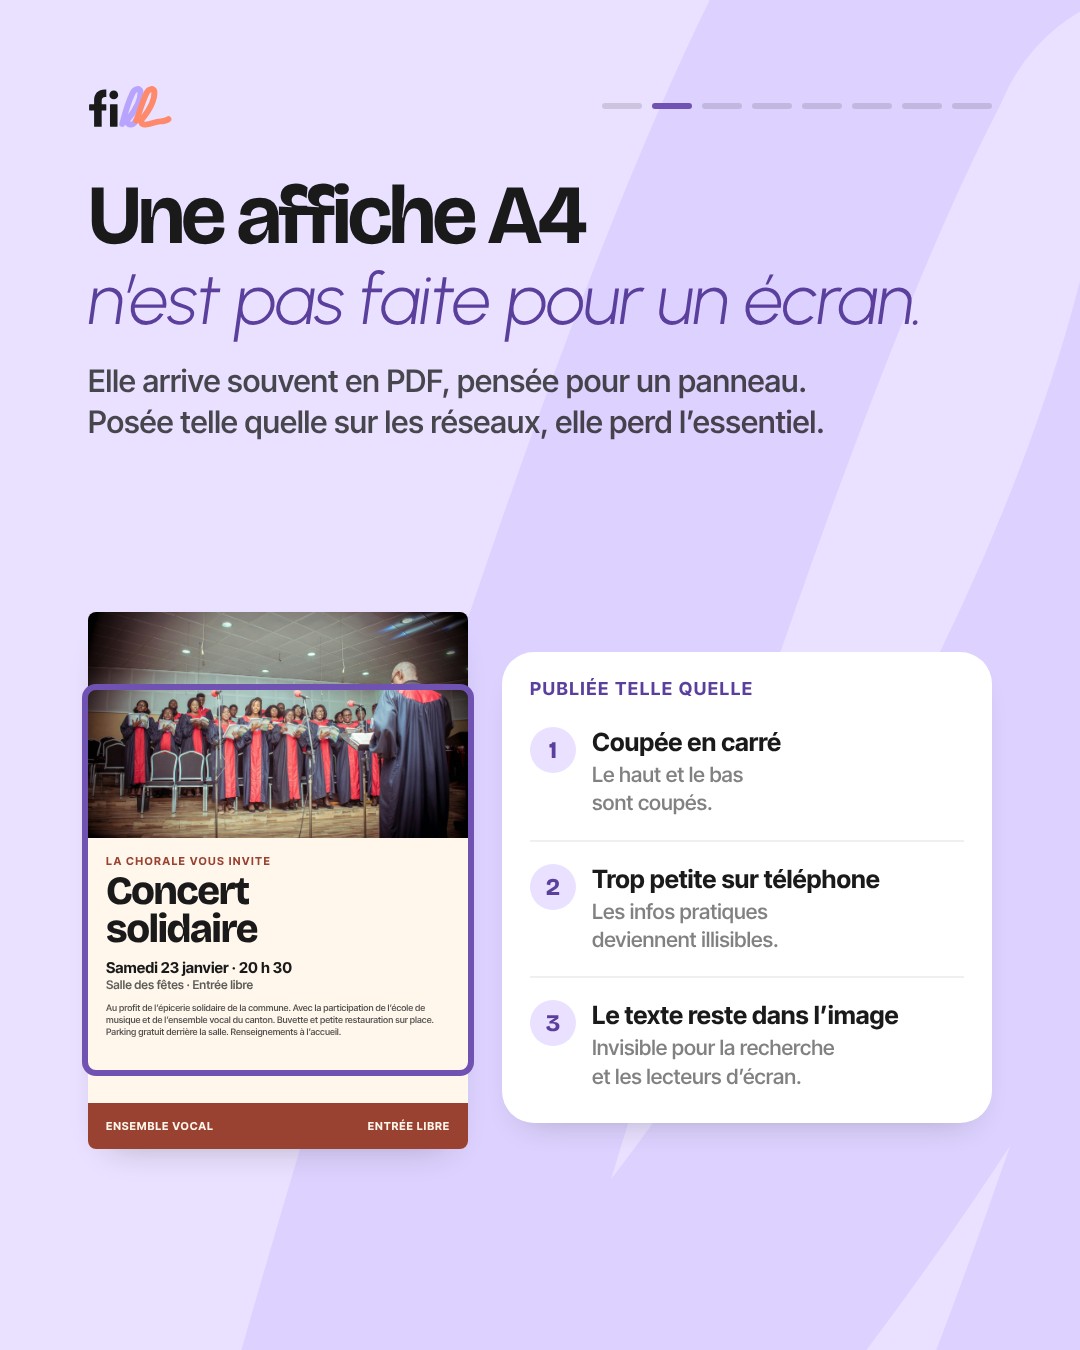 fill
Une affiche A4
n’est pas faite pour un écran.
Elle arrive souvent en PDF, pensée pour un panneau.
Posée telle quelle sur les réseaux, elle perd l’essentiel.
LA CHORALE VOUS INVITE
Concert
solidaire
Samedi 23 janvier · 20 h 30
Salle des fêtes · Entrée libre
Au profit de l’épicerie solidaire de la commune. Avec la participation de l’école de
musique et de l’ensemble vocal du canton. Buvette et petite restauration sur place.
Parking gratuit derrière la salle. Renseignements à l’accueil.
ENSEMBLE VOCAL
ENTRÉE LIBRE
PUBLIÉE TELLE QUELLE
1
Coupée en carré
Le haut et le bas
sont coupés.
2
Trop petite sur téléphone
Les infos pratiques
deviennent illisibles.
3
Le texte reste dans l’image
Invisible pour la recherche
et les lecteurs d’écran.